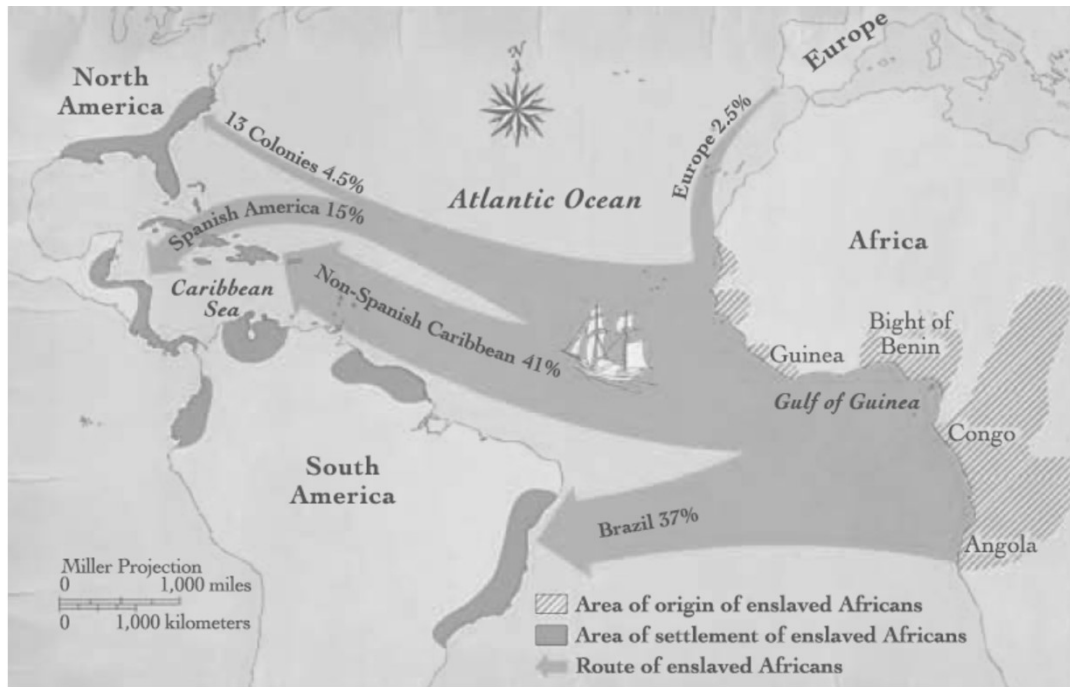 Europe
North
America
N
13 Colonies 4.5%
Europe 2.5%
Atlantic Ocean
Spanish America 15%
Africa
Caribbean
Sea
Non-Spanish Caribbean 41%
Guinea
Bight of
Benin
Gulf of Guinea
Congo
South
America
Brazil 37%
Angola
Miller Projection
0 1,000 miles
0 1,000 kilometers
Area of origin of enslaved Africans
Area of settlement of enslaved Africans
Route of enslaved Africans